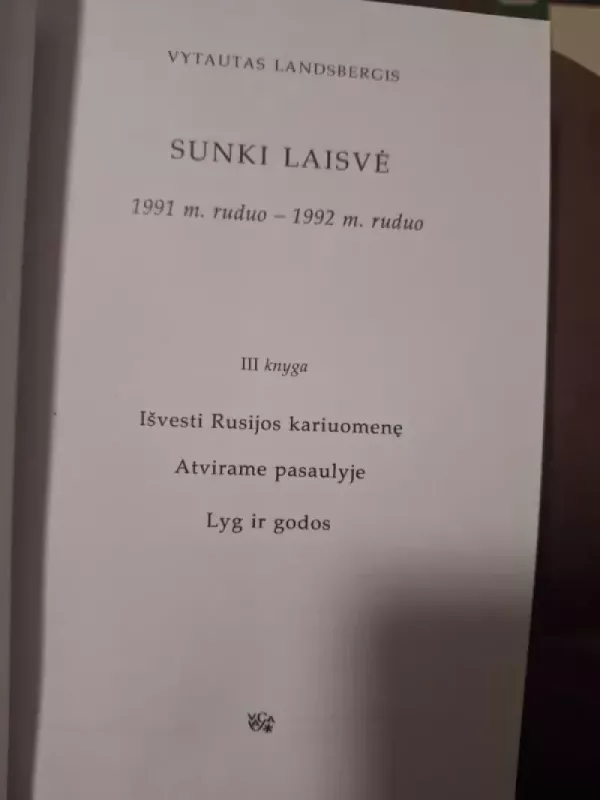 VYTAUTAS LANDSBERGIS
SUNKI LAISVĖ
1991 m. ruduo – 1992 m. ruduo
III knyga
Išvesti Rusijos kariuomenę
Atvirame pasaulyje
Lyg ir godos